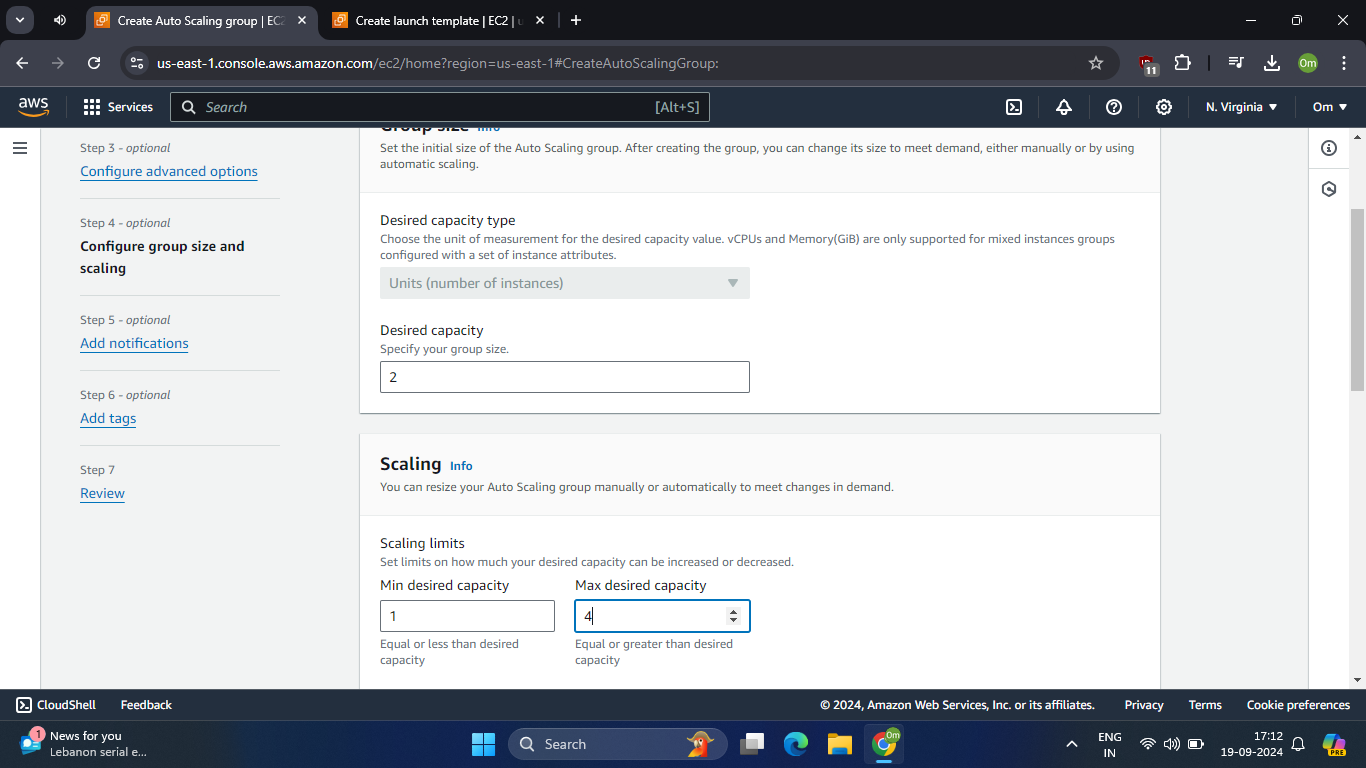 Create Auto Scaling group | EC2
Create launch template | EC2 | u
us-east-1.console.aws.amazon.com/ec2/home?region=us-east-1#CreateAutoScalingGroup:
11
Om
aws
Services
Search
[Alt+S]
N. Virginia
Om
Step 3 - optional
Configure advanced options
Step 4 - optional
Configure group size and
scaling
Step 5 - optional
Add notifications
Step 6 - optional
Add tags
Step 7
Review
Group size Info
Set the initial size of the Auto Scaling group. After creating the group, you can change its size to meet demand, either manually or by using
automatic scaling.
Desired capacity type
Choose the unit of measurement for the desired capacity value. vCPUs and Memory(GiB) are only supported for mixed instances groups
configured with a set of instance attributes.
Units (number of instances)
Desired capacity
Specify your group size.
2
Scaling Info
You can resize your Auto Scaling group manually or automatically to meet changes in demand.
Scaling limits
Set limits on how much your desired capacity can be increased or decreased.
Min desired capacity
1
Equal or less than desired
capacity
Max desired capacity
4
Equal or greater than desired
capacity
CloudShell
Feedback
© 2024, Amazon Web Services, Inc. or its affiliates.
Privacy
Terms
Cookie preferences
1
News for you
Lebanon serial e...
Search
Om
ENG
IN
17:12
19-09-2024
PRE